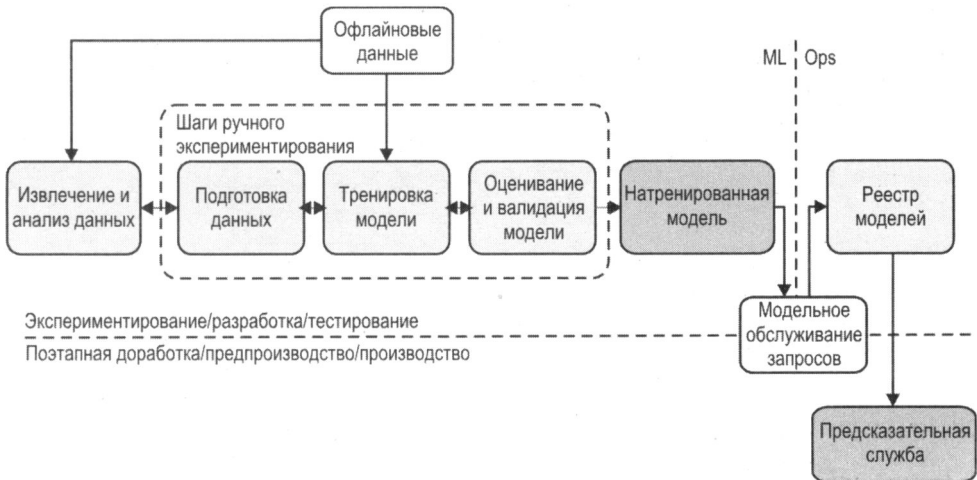 Офлайновые
данные
ML
Ops
Шаги ручного
экспериментирования
Извлечение и
анализ данных
Подготовка
данных
Тренировка
модели
Оценивание
и валидация
модели
Натренированная
модель
Реестр
моделей
Экспериментирование/разработка/тестирование
Поэтапная доработка/предпроизводство/производство
Модельное
обслуживание
запросов
Предсказательная
служба